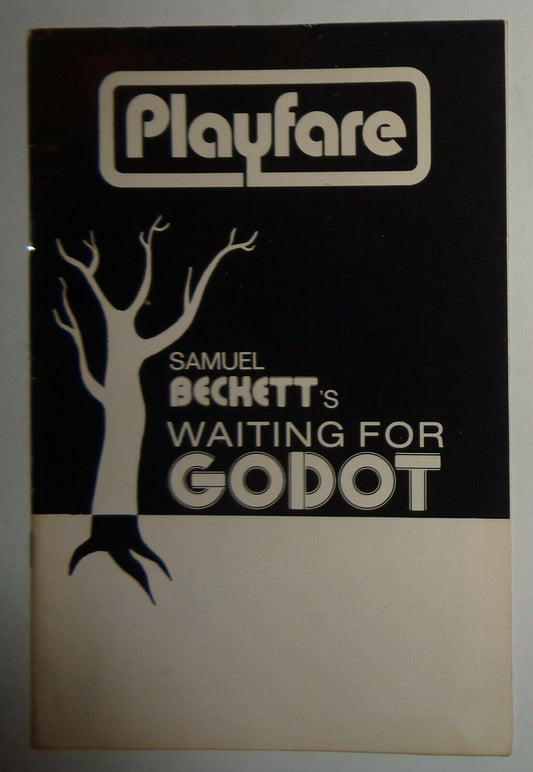 Playfare
SAMUEL
BECKETT'S
WAITING FOR
GODOT